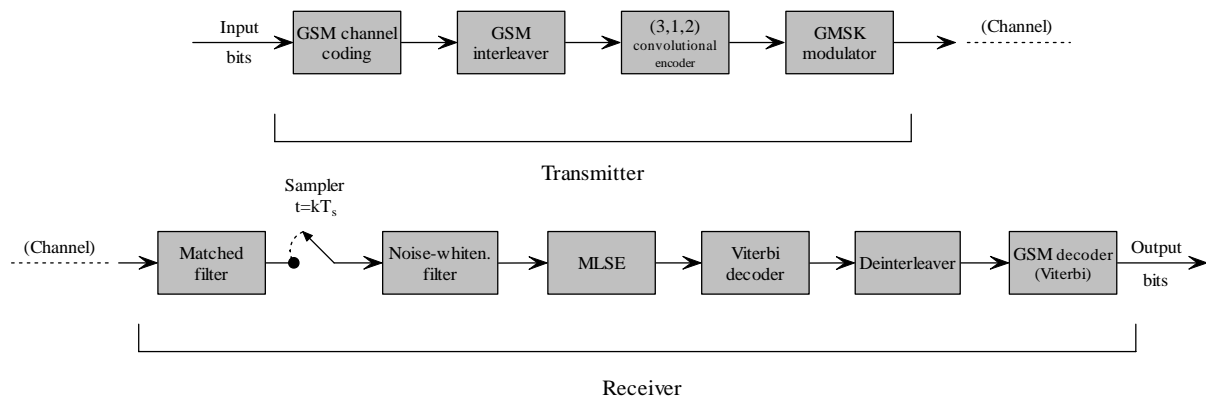 Input
bits
GSM channel
coding
GSM
interleaver
(3,1,2)
convolutional
encoder
GMSK
modulator
(Channel)
Transmitter
Sampler
t=kTₛ
(Channel)
Matched
filter
Noise-whiten.
filter
MLSE
Viterbi
decoder
Deinterleaver
GSM decoder
(Viterbi)
Output
bits
Receiver